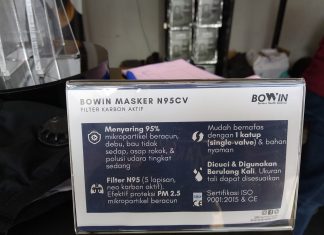 BOWIN MASKER N95CV
FILTER KARBON AKTIF
BOWIN
Menyaring 95%
mikropartikel beracun,
debu, bau tidak
sedap, asap rokok, &
polusi udara tingkat
sedang
Filter N95 (5 lapisan,
neo karbon aktif).
Efektif proteksi PM 2.5
mikropartikel beracun
Mudah bernafas
dengan 1 katup
(single valve) & bahan
nyaman
Dicuci & Digunakan
Berulang Kali. Ukuran
tali dapat disesuaikan
Sertifikasi ISO
9001:2015 & CE